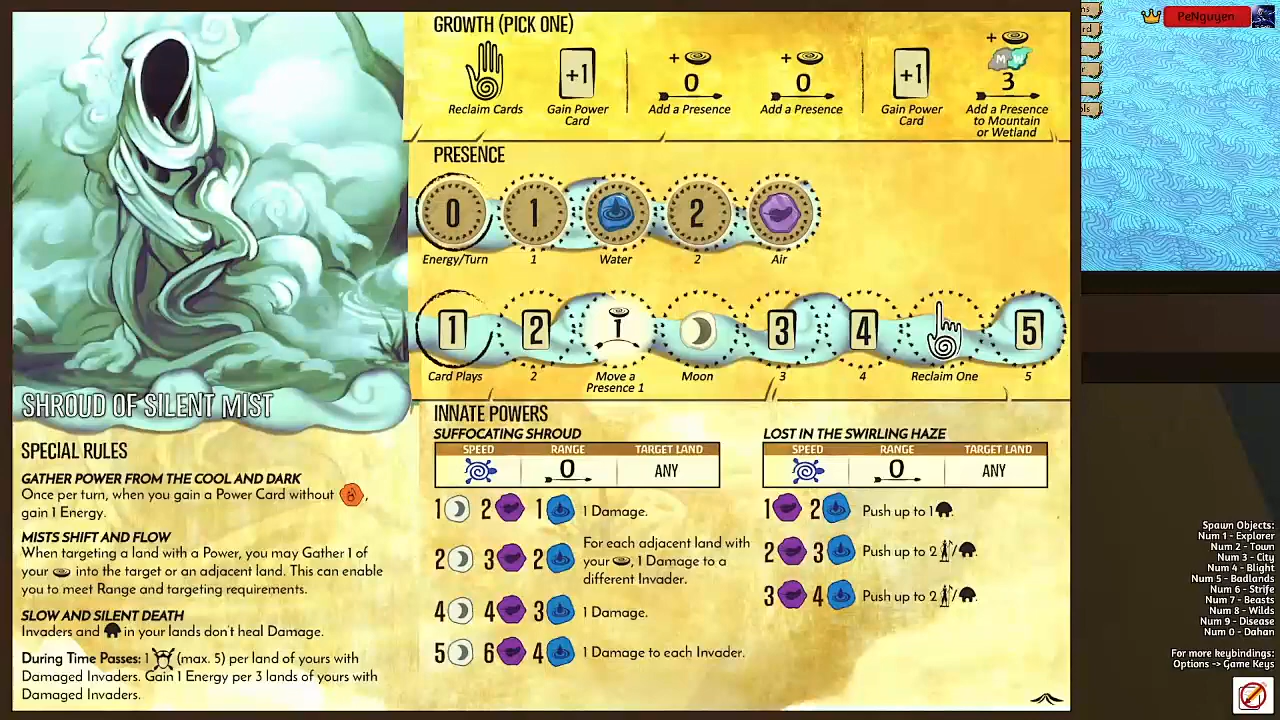 GROWTH (PICK ONE)
+1
+
0
+
0
+1
+
M W
3
Reclaim Cards
Gain Power
Card
Add a Presence
Add a Presence
Gain Power
Card
Add a Presence
to Mountain
or Wetland
PRESENCE
0
1
2
Energy/Turn
1
Water
2
Air
1
2
1
3
4
5
Card Plays
2
Move a
Presence 1
Moon
3
4
Reclaim One
5
SHROUD OF SILENT MIST
SPECIAL RULES
GATHER POWER FROM THE COOL AND DARK
Once per turn, when you gain a Power Card without ,
gain 1 Energy.
MISTS SHIFT AND FLOW
When targeting a land with a Power, you may Gather 1 of
your into the target or an adjacent land. This can enable
you to meet Range and targeting requirements.
SLOW AND SILENT DEATH
Invaders and in your lands don't heal Damage.
During Time Passes: 1 (max. 5) per land of yours with
Damaged Invaders. Gain 1 Energy per 3 lands of yours with
Damaged Invaders.
INNATE POWERS
SUFFOCATING SHROUD
SPEED RANGE TARGET LAND
0 ANY
1 2 1 1 Damage.
2 3 2 For each adjacent land with
your , 1 Damage to a
different Invader.
4 4 3 1 Damage.
5 6 4 1 Damage to each Invader.
LOST IN THE SWIRLING HAZE
SPEED RANGE TARGET LAND
0 ANY
1 2 Push up to 1 .
2 3 Push up to 2 / .
3 4 Push up to 2 / .
PeNguyen
Spawn Objects:
Num 1 - Explorer
Num 2 - Town
Num 3 - City
Num 4 - Blight
Num 5 - Badlands
Num 6 - Strife
Num 7 - Beasts
Num 8 - Wilds
Num 9 - Disease
Num 0 - Dahan
For more keybindings:
Options -> Game Keys